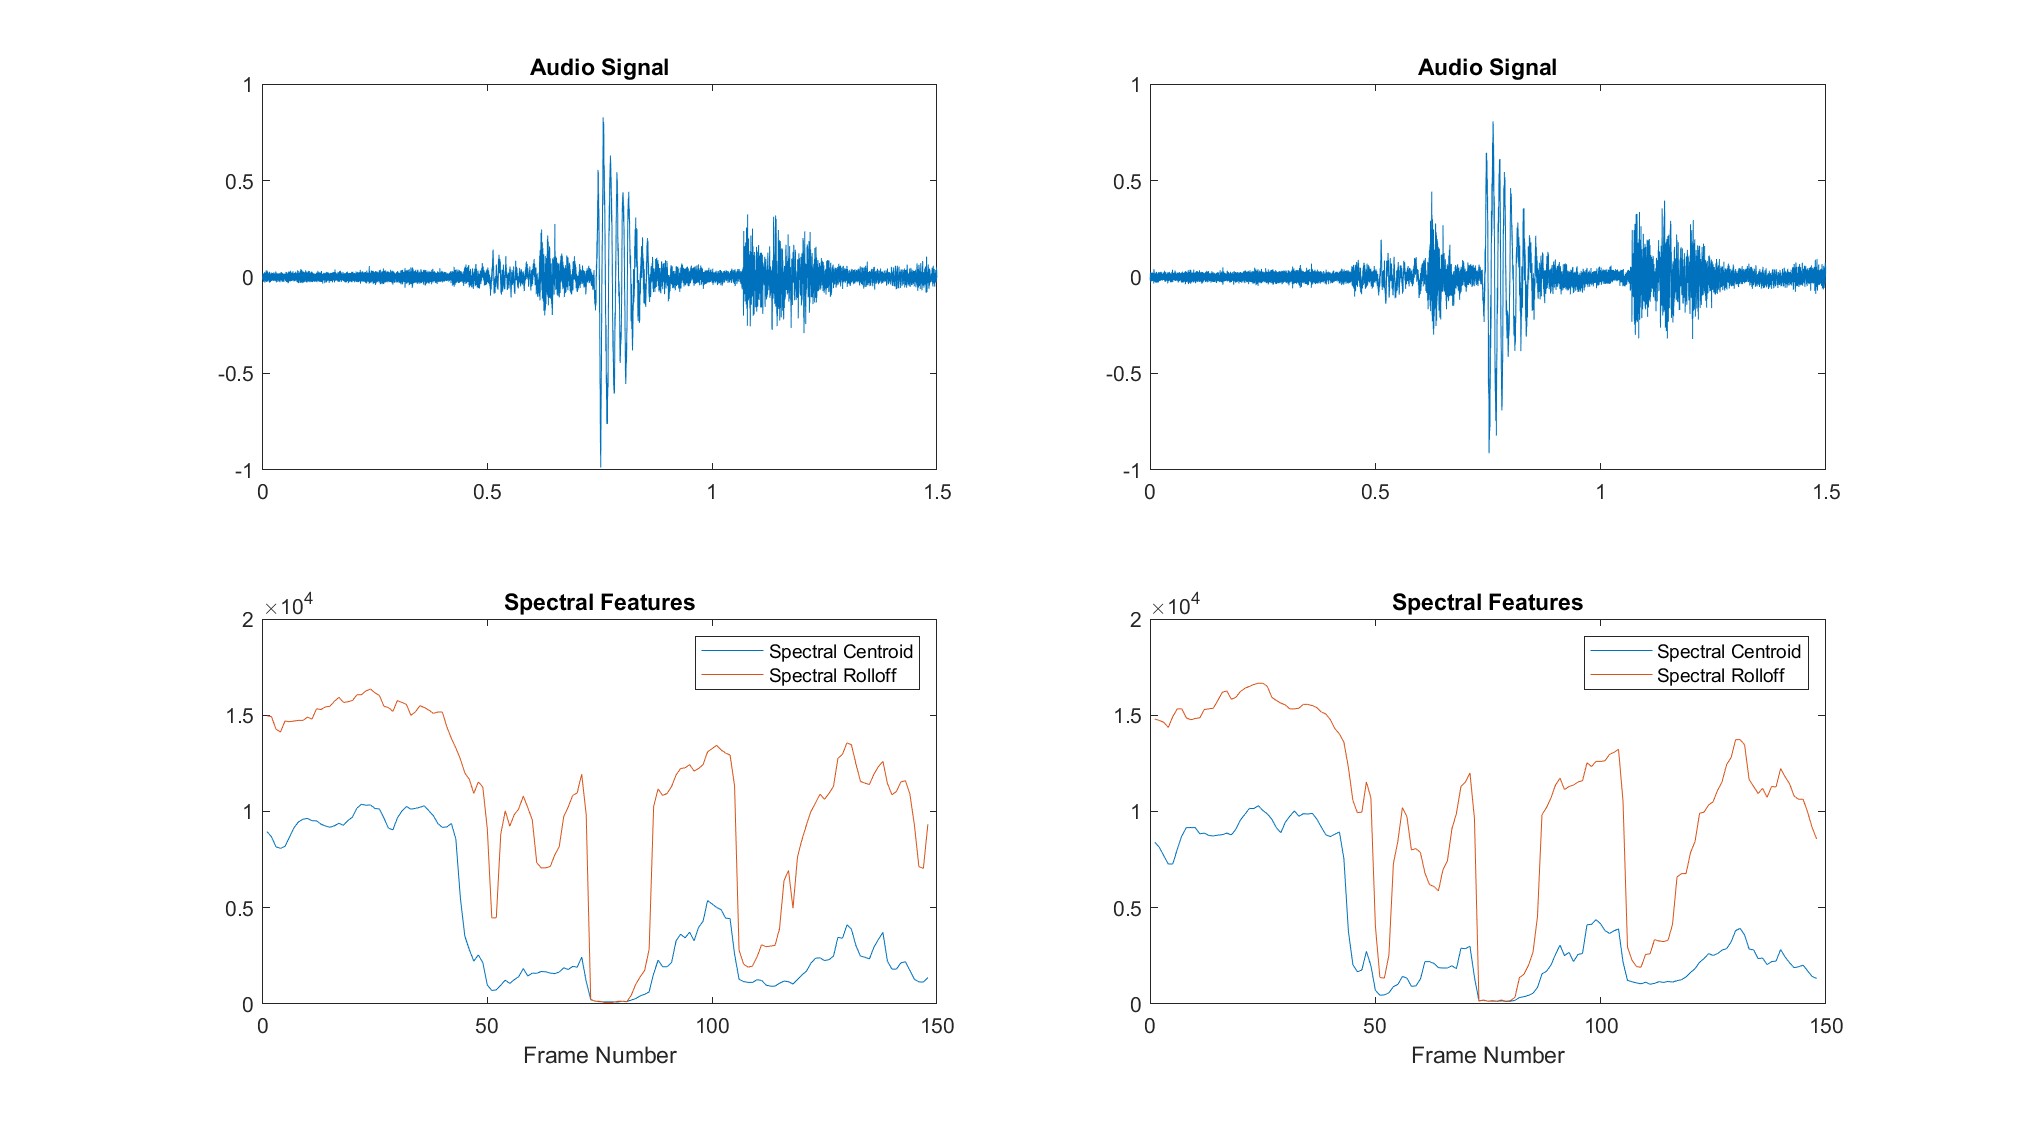 Audio Signal
1
0.5
0
-0.5
-1
0 0.5 1 1.5
Audio Signal
1
0.5
0
-0.5
-1
0 0.5 1 1.5
Spectral Features
×10⁴
2
1.5
1
0.5
0
0 50 100 150
Spectral Centroid
Spectral Rolloff
Frame Number
Spectral Features
×10⁴
2
1.5
1
0.5
0
0 50 100 150
Spectral Centroid
Spectral Rolloff
Frame Number